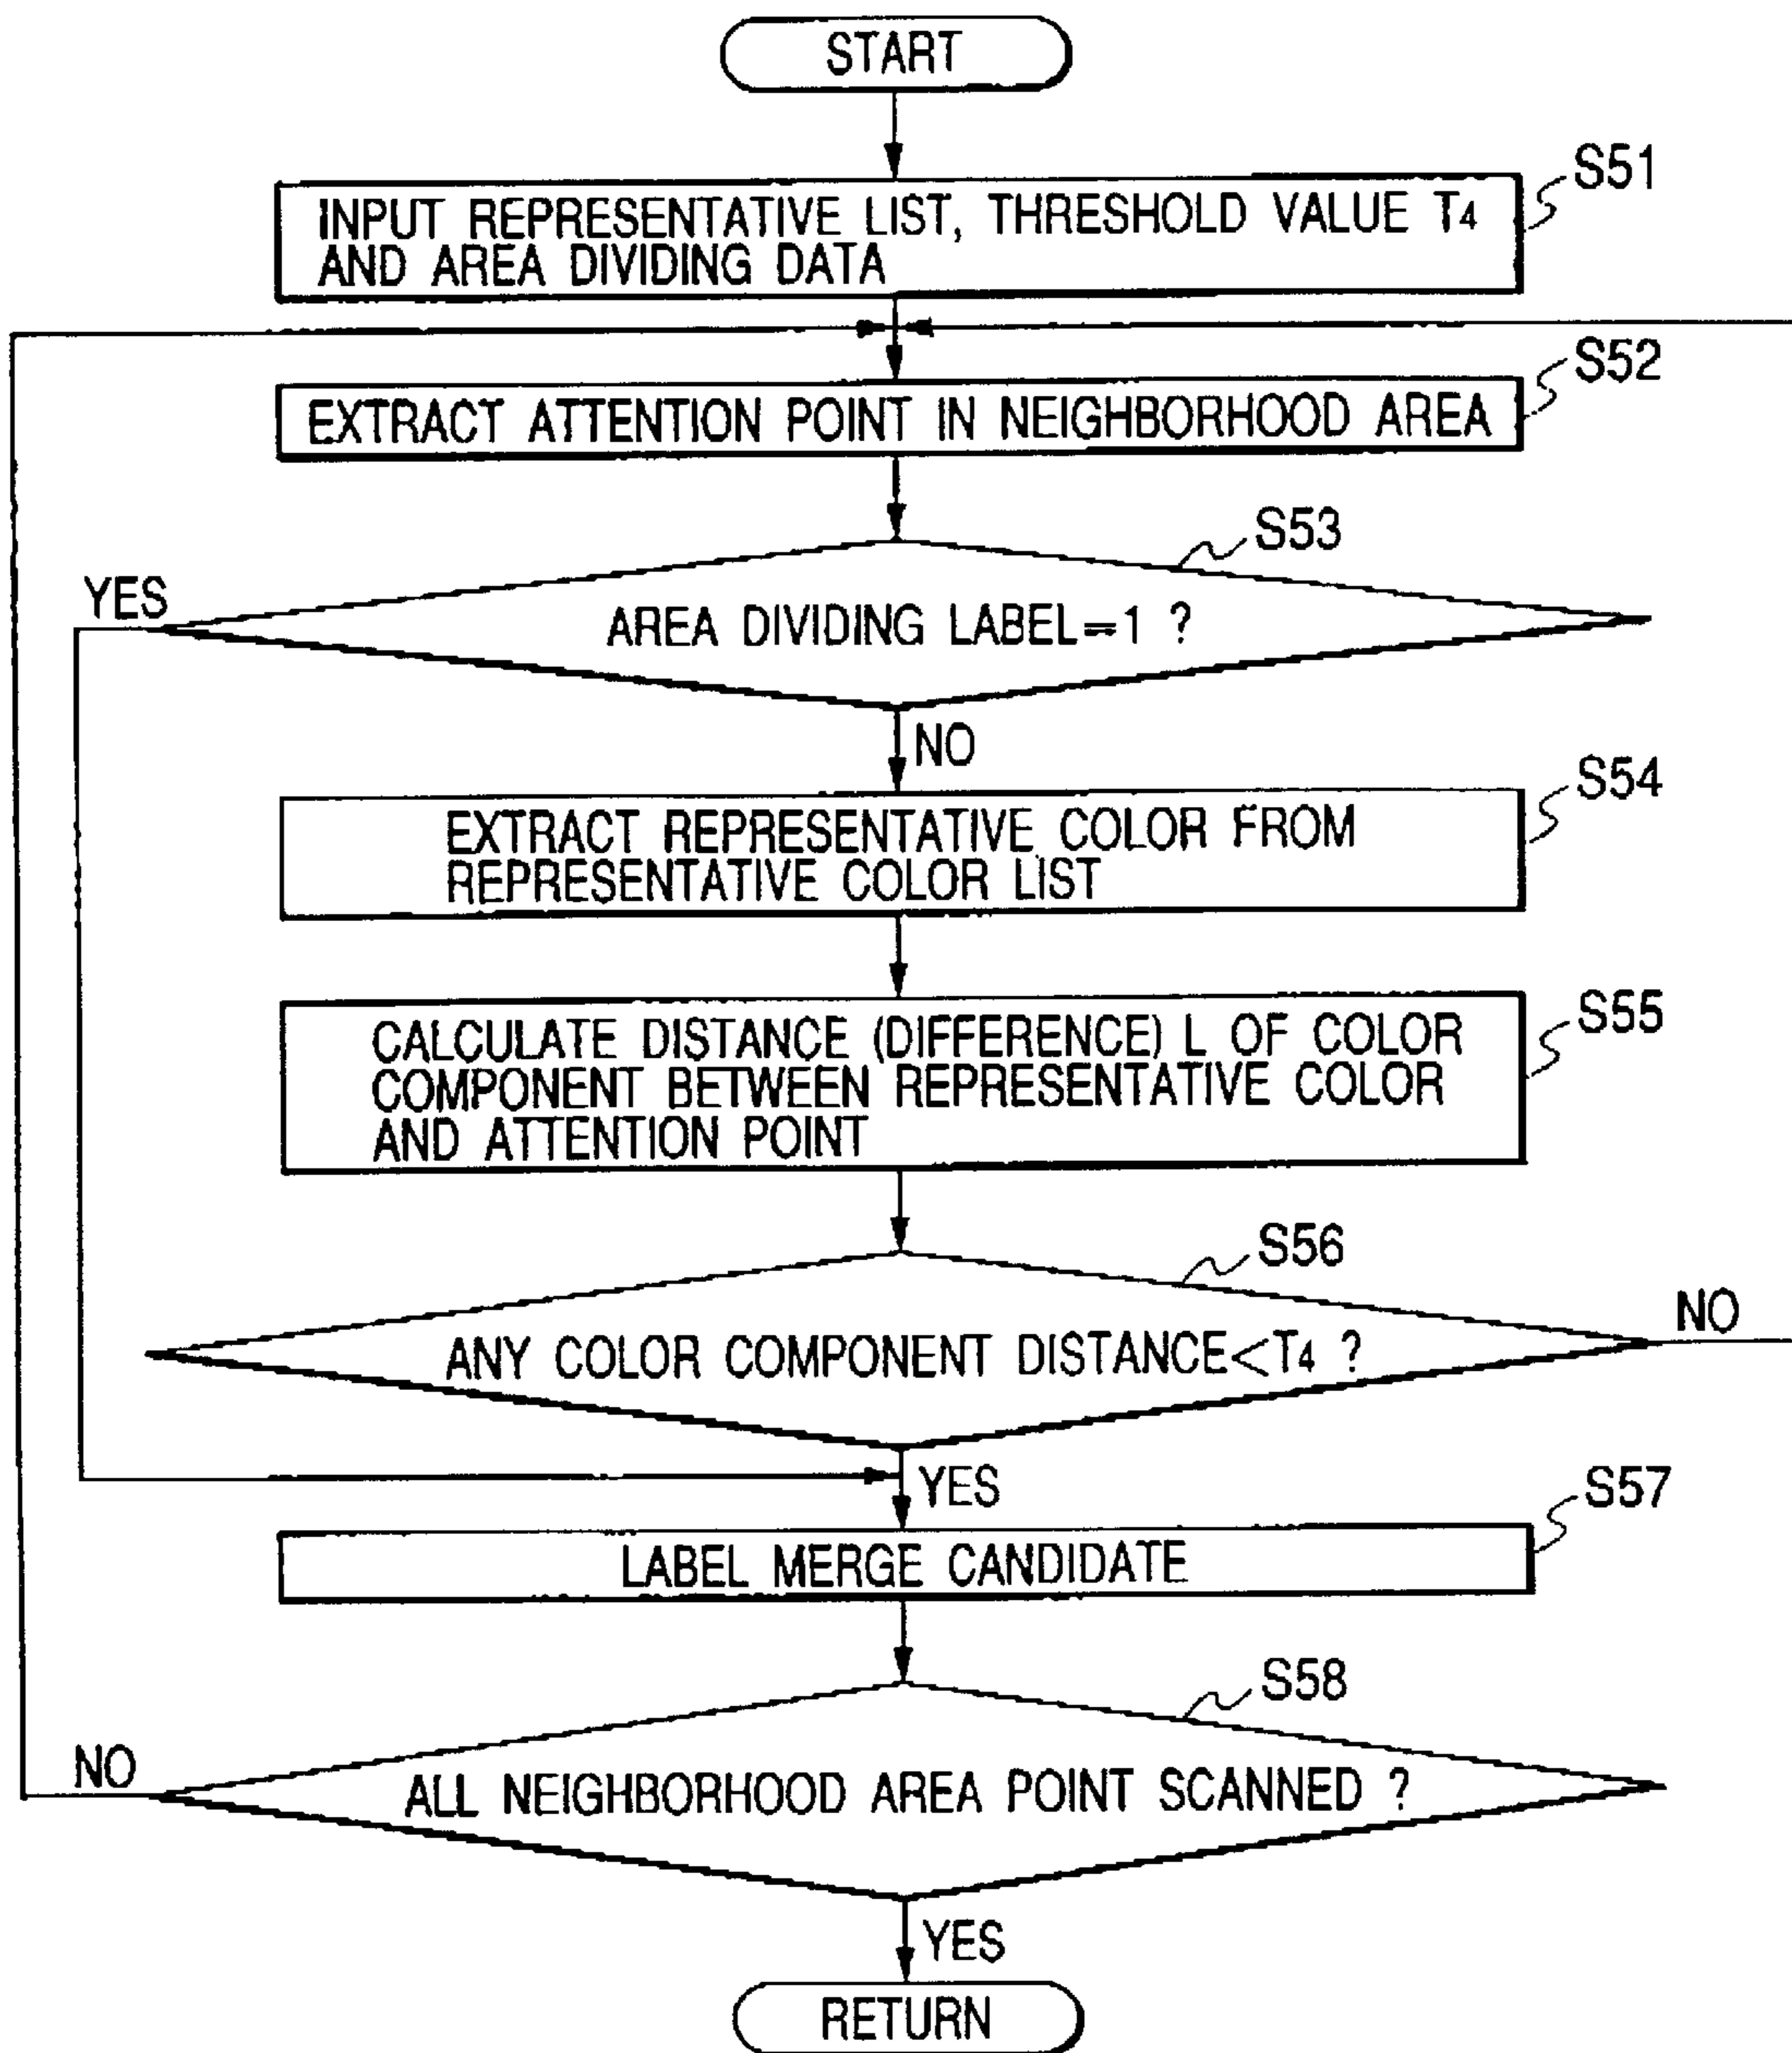 START
S51
INPUT REPRESENTATIVE LIST, THRESHOLD VALUE T4
AND AREA DIVIDING DATA
S52
EXTRACT ATTENTION POINT IN NEIGHBORHOOD AREA
S53
YES
AREA DIVIDING LABEL=1 ?
NO
S54
EXTRACT REPRESENTATIVE COLOR FROM
REPRESENTATIVE COLOR LIST
S55
CALCULATE DISTANCE (DIFFERENCE) L OF COLOR
COMPONENT BETWEEN REPRESENTATIVE COLOR
AND ATTENTION POINT
S56
NO
ANY COLOR COMPONENT DISTANCE<T4 ?
YES
S57
LABEL MERGE CANDIDATE
S58
NO
ALL NEIGHBORHOOD AREA POINT SCANNED ?
YES
RETURN